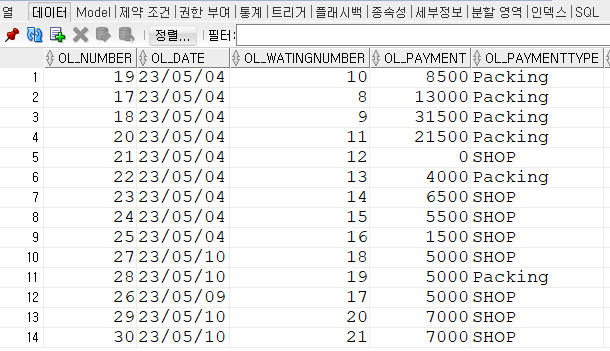 열 데이터 Model 제약 조건 권한 부여 통계 트리거 플래시백 종속성 세부정보 분할 영역 인덱스 SQL
정렬... 필터:
OL_NUMBER OL_DATE OL_WATINGNUMBER OL_PAYMENT OL_PAYMENTTYPE
1 19 23/05/04 10 8500 Packing
2 17 23/05/04 8 13000 Packing
3 18 23/05/04 9 31500 Packing
4 20 23/05/04 11 21500 Packing
5 21 23/05/04 12 0 SHOP
6 22 23/05/04 13 4000 Packing
7 23 23/05/04 14 6500 SHOP
8 24 23/05/04 15 5500 SHOP
9 25 23/05/04 16 1500 SHOP
10 27 23/05/10 18 5000 SHOP
11 28 23/05/10 19 5000 Packing
12 26 23/05/09 17 5000 SHOP
13 29 23/05/10 20 7000 SHOP
14 30 23/05/10 21 7000 SHOP